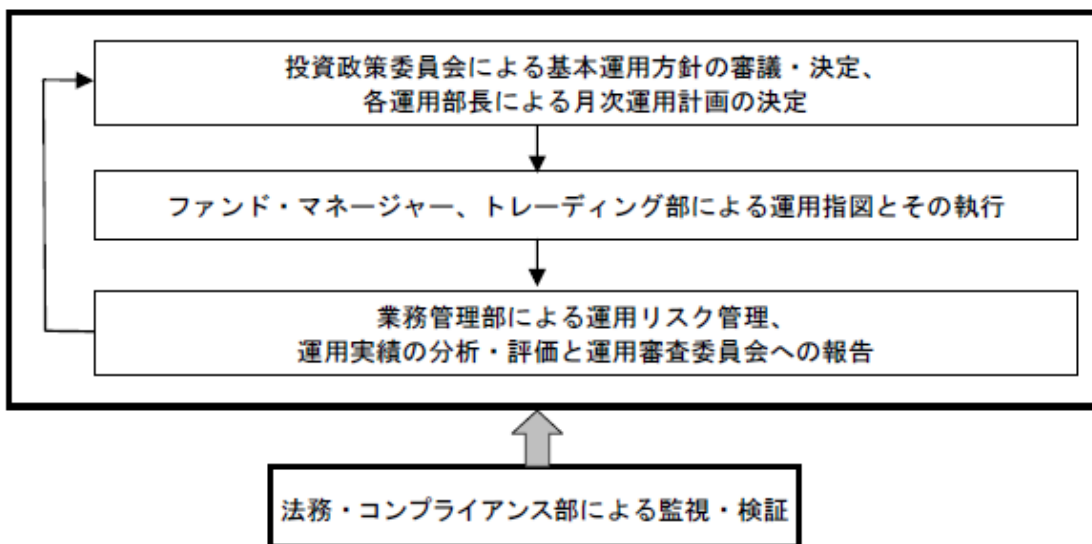 投資政策委員会による基本運用方針の審議・決定、
各運用部長による月次運用計画の決定
ファンド・マネージャー、トレーディング部による運用指図とその執行
業務管理部による運用リスク管理、
運用実績の分析・評価と運用審査委員会への報告
法務・コンプライアンス部による監視・検証